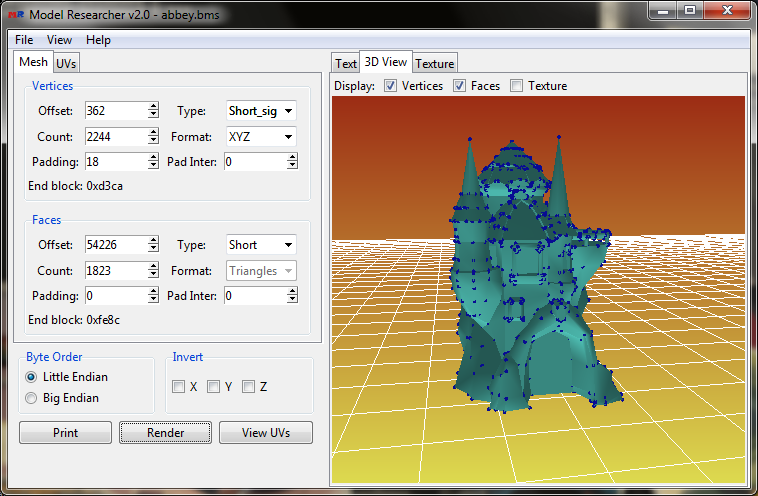 MR Model Researcher v2.0 - abbey.bms
File View Help
Mesh UVs
Vertices
Offset: 362 Type: Short_sig
Count: 2244 Format: XYZ
Padding: 18 Pad Inter: 0
End block: 0xd3ca
Faces
Offset: 54226 Type: Short
Count: 1823 Format: Triangles
Padding: 0 Pad Inter: 0
End block: 0xfe8c
Byte Order
Little Endian
Big Endian
Invert
X Y Z
Print Render View UVs
Text 3D View Texture
Display: Vertices Faces Texture